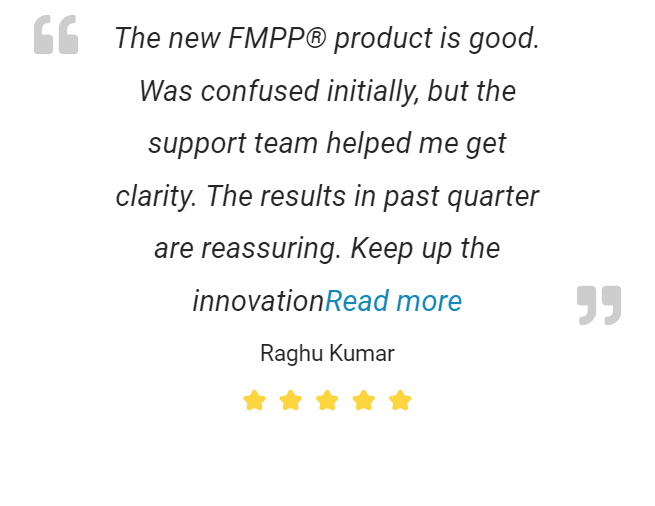 The new FMPP® product is good.
Was confused initially, but the
support team helped me get
clarity. The results in past quarter
are reassuring. Keep up the
innovationRead more
Raghu Kumar